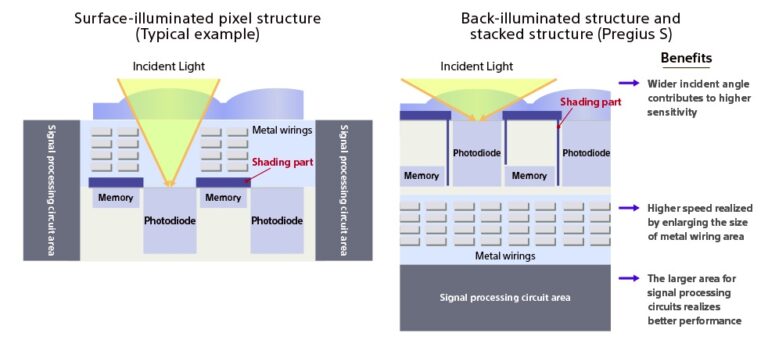 Surface-illuminated pixel structure
(Typical example)
Incident Light
Metal wirings
Shading part
Signal processing circuit area
Signal processing circuit area
Memory
Memory
Photodiode
Photodiode
Back-illuminated structure and
stacked structure (Pregius S)
Incident Light
Shading part
Photodiode
Photodiode
Memory
Memory
Metal wirings
Signal processing circuit area
Benefits
Wider incident angle
contributes to higher
sensitivity
Higher speed realized
by enlarging the size
of metal wiring area
The larger area for
signal processing
circuits realizes
better performance